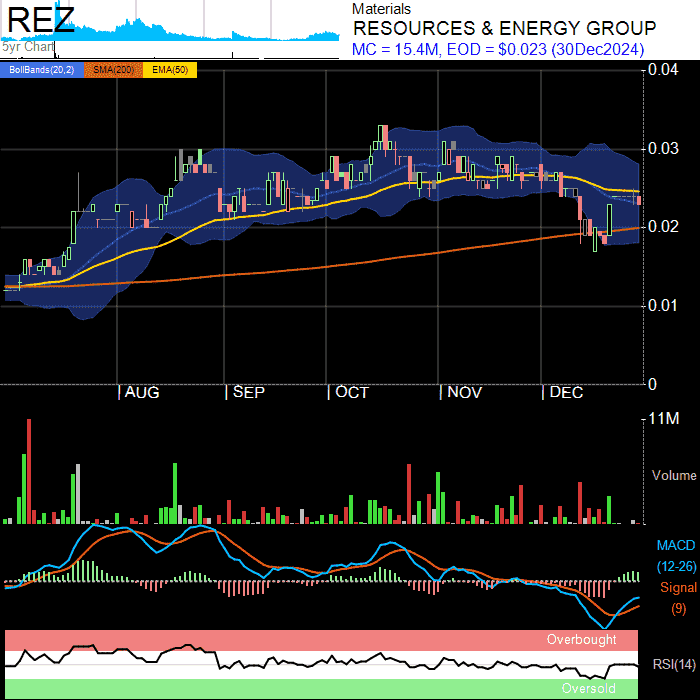 REZ
5yr Chart
Materials
RESOURCES & ENERGY GROUP
MC = 15.4M, EOD = $0.023 (30Dec2024)
BollBands(20,2) SMA(200) EMA(50)
0.04
0.03
0.02
0.01
0
AUG SEP OCT NOV DEC
11M
Volume
MACD
(12-26)
Signal
(9)
Overbought
RSI(14)
Oversold